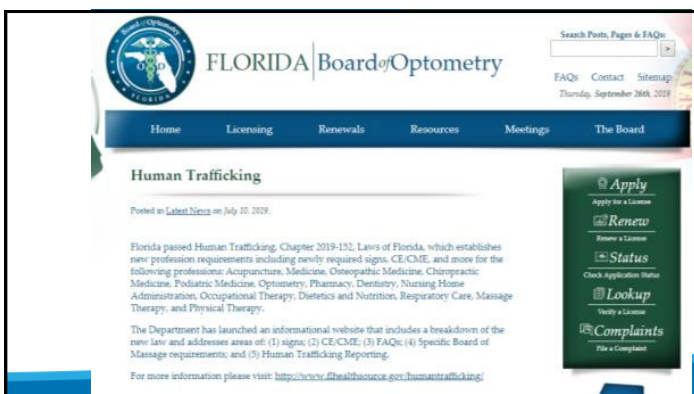 Board of Optometry
O D
FLORIDA
FLORIDA Board of Optometry
Search Posts, Pages & FAQs:
>
FAQs Contact Sitemap
Thursday, September 26th, 2019
Home Licensing Renewals Resources Meetings The Board
Human Trafficking
Posted in Latest News on July 10, 2019.
Florida passed Human Trafficking, Chapter 2019-152, Laws of Florida, which establishes
new profession requirements including newly required signs, CE/CME, and more for the
following professions: Acupuncture, Medicine, Osteopathic Medicine, Chiropractic
Medicine, Podiatric Medicine, Optometry, Pharmacy, Dentistry, Nursing Home
Administration, Occupational Therapy, Dietetics and Nutrition, Respiratory Care, Massage
Therapy, and Physical Therapy.
The Department has launched an informational website that includes a breakdown of the
new law and addresses areas of: (1) signs; (2) CE/CME; (3) FAQs; (4) Specific Board of
Massage requirements; and (5) Human Trafficking Reporting.
For more information please visit: http://www.flhealthsource.gov/humantrafficking/
Apply
Apply for a License
Renew
Renew a License
Status
Check Application Status
Lookup
Verify a License
Complaints
File a Complaint